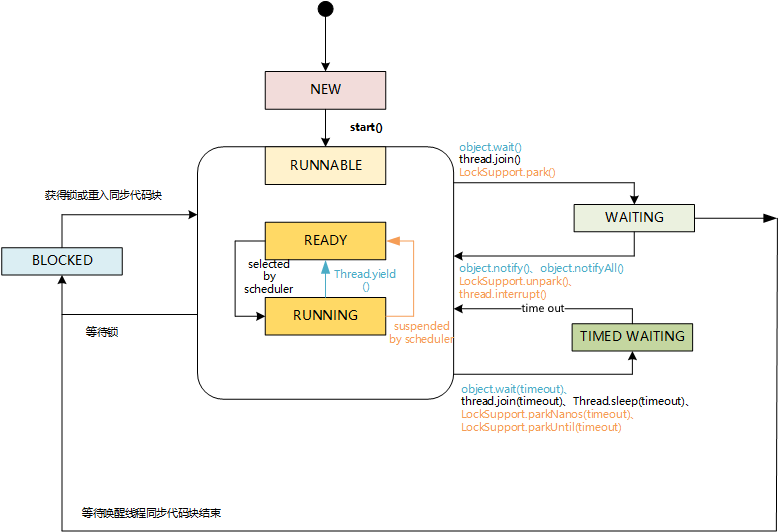 NEW
start()
RUNNABLE
object.wait()
thread.join()
LockSupport.park()
获得锁或重入同步代码块
WAITING
READY
BLOCKED
selected
by
scheduler
Thread.yield
()
object.notify()、object.notifyAll()
LockSupport.unpark()、
thread.interrupt()
RUNNING
time out
suspended
by scheduler
等待锁
TIMED WAITING
object.wait(timeout)、
thread.join(timeout)、Thread.sleep(timeout)、
LockSupport.parkNanos(timeout)、
LockSupport.parkUntil(timeout)
等待唤醒线程同步代码块结束